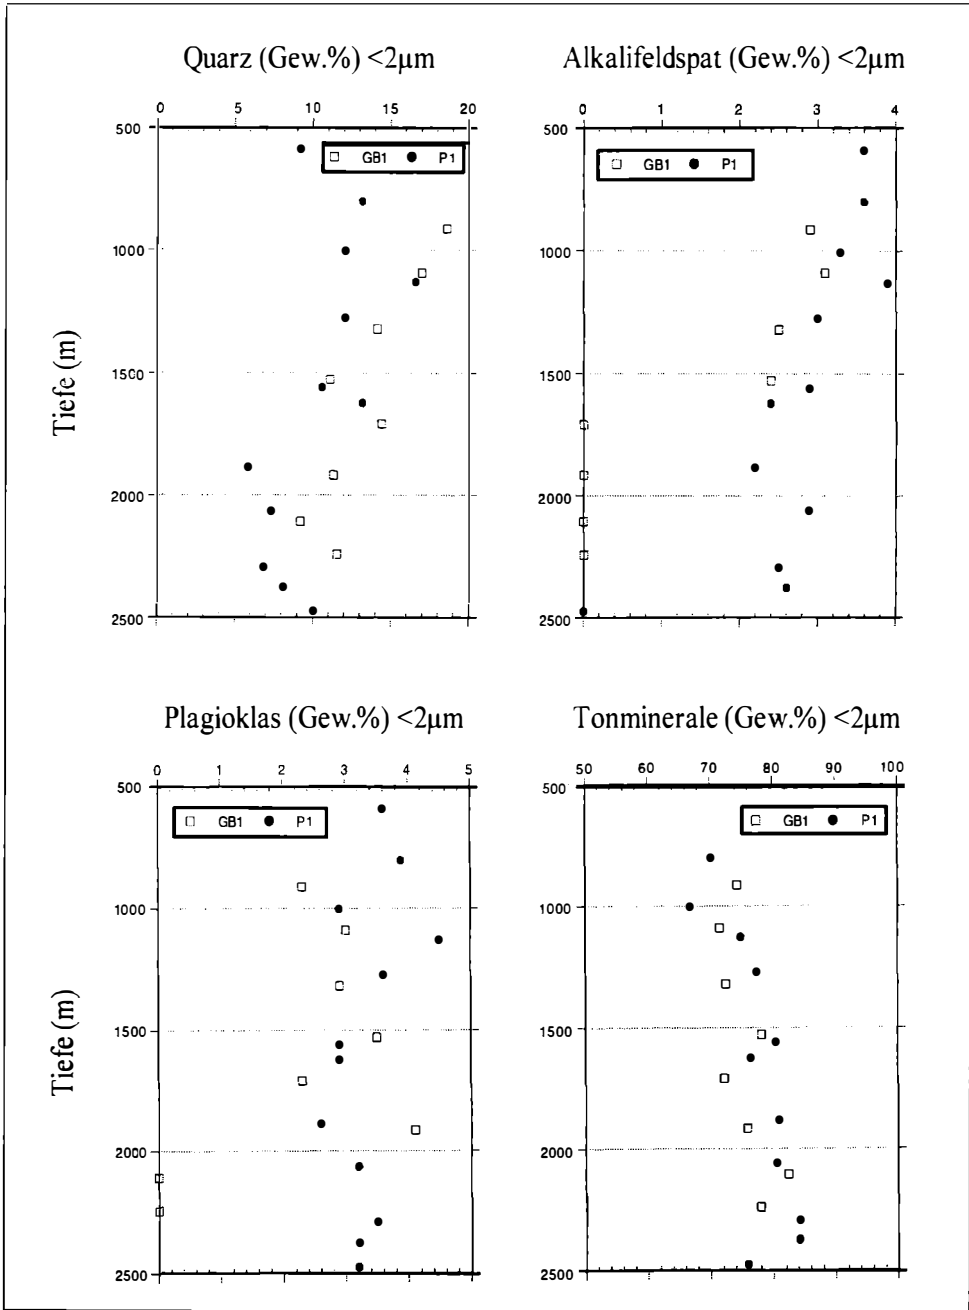 Quarz (Gew.%) <2µm
0 5 10 15 20
500
1000
1500
2000
2500
GB1 P1
Tiefe (m)
Alkalifeldspat (Gew.%) <2µm
0 2 3 4
500
1000
1500
2000
2500
GB1 P1
Plagioklas (Gew.%) <2µm
0 1 2 3 4 5
500
1000
1500
2000
2500
GB1 P1
Tiefe (m)
Tonminerale (Gew.%) <2µm
50 60 70 80 90 100
500
1000
1500
2000
2500
GB1 P1